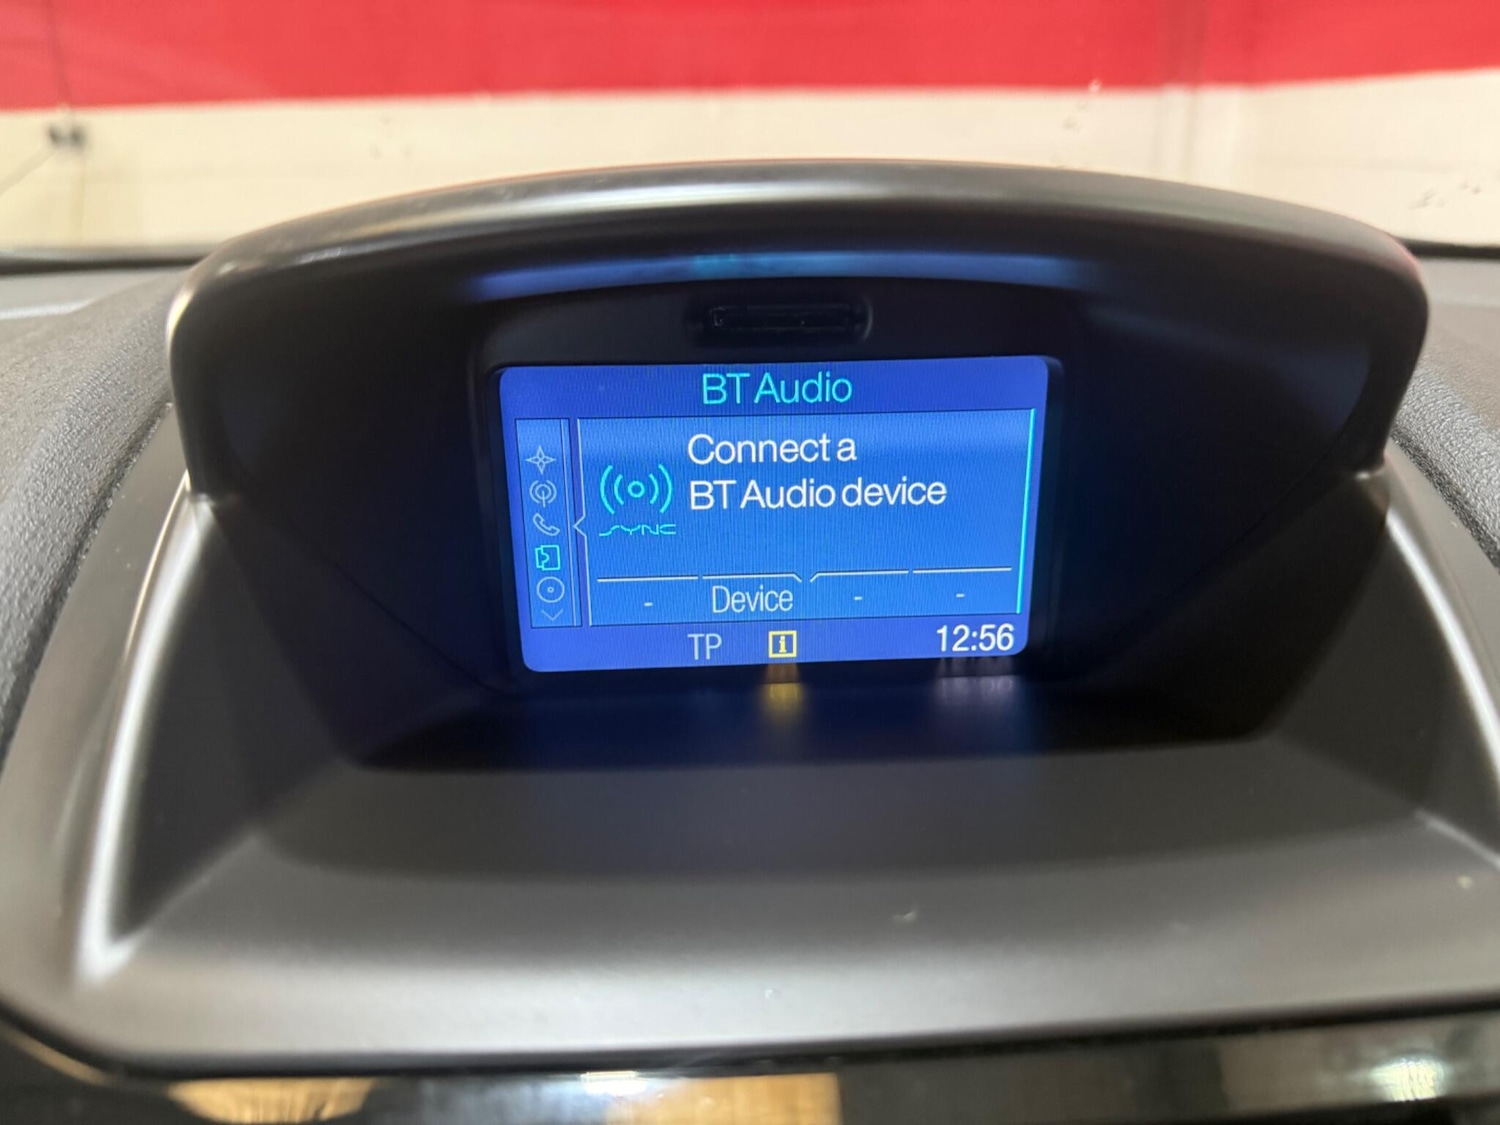 BT Audio
Connect a
BT Audio device
SYNC
- Device - -
TP i 12:56